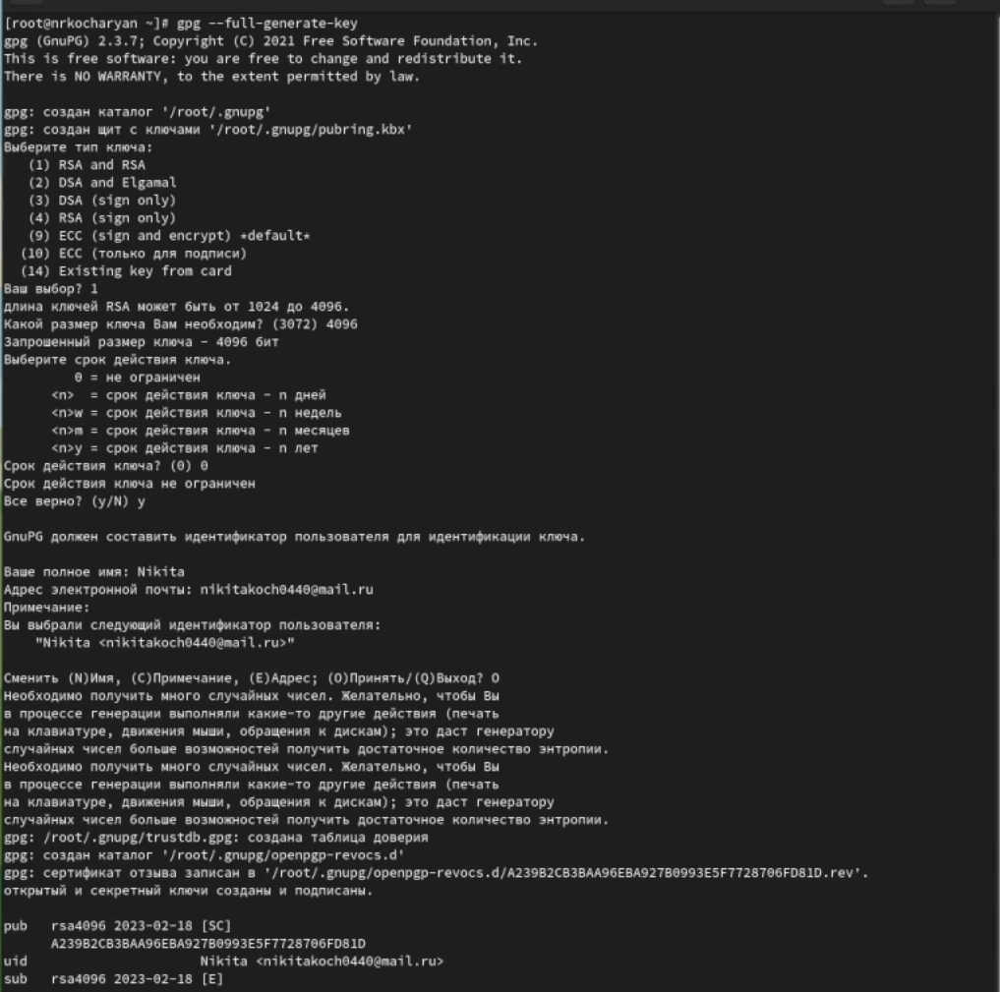 [root@nrkocharyan ~]# gpg --full-generate-key
gpg (GnuPG) 2.3.7; Copyright (C) 2021 Free Software Foundation, Inc.
This is free software: you are free to change and redistribute it.
There is NO WARRANTY, to the extent permitted by law.

gpg: создан каталог '/root/.gnupg'
gpg: создан щит с ключами '/root/.gnupg/pubring.kbx'
Выберите тип ключа:
   (1) RSA and RSA
   (2) DSA and Elgamal
   (3) DSA (sign only)
   (4) RSA (sign only)
   (9) ECC (sign and encrypt) *default*
  (10) ECC (только для подписи)
  (14) Existing key from card
Ваш выбор? 1
длина ключей RSA может быть от 1024 до 4096.
Какой размер ключа Вам необходим? (3072) 4096
Запрошенный размер ключа - 4096 бит
Выберите срок действия ключа.
         0 = не ограничен
      <n>  = срок действия ключа - n дней
      <n>w = срок действия ключа - n недель
      <n>m = срок действия ключа - n месяцев
      <n>y = срок действия ключа - n лет
Срок действия ключа? (0) 0
Срок действия ключа не ограничен
Все верно? (y/N) y

GnuPG должен составить идентификатор пользователя для идентификации ключа.

Ваше полное имя: Nikita
Адрес электронной почты: nikitakoch0440@mail.ru
Примечание:
Вы выбрали следующий идентификатор пользователя:
    "Nikita <nikitakoch0440@mail.ru>"

Сменить (N)Имя, (C)Примечание, (E)Адрес; (O)Принять/(Q)Выход? O
Необходимо получить много случайных чисел. Желательно, чтобы Вы
в процессе генерации выполняли какие-то другие действия (печать
на клавиатуре, движения мыши, обращения к дискам); это даст генератору
случайных чисел больше возможностей получить достаточное количество энтропии.
Необходимо получить много случайных чисел. Желательно, чтобы Вы
в процессе генерации выполняли какие-то другие действия (печать
на клавиатуре, движения мыши, обращения к дискам); это даст генератору
случайных чисел больше возможностей получить достаточное количество энтропии.
gpg: /root/.gnupg/trustdb.gpg: создана таблица доверия
gpg: создан каталог '/root/.gnupg/openpgp-revocs.d'
gpg: сертификат отзыва записан в '/root/.gnupg/openpgp-revocs.d/A239B2CB3BAA96EBA927B0993E5F7728706FD81D.rev'.
открытый и секретный ключи созданы и подписаны.

pub   rsa4096 2023-02-18 [SC]
      A239B2CB3BAA96EBA927B0993E5F7728706FD81D
uid                      Nikita <nikitakoch0440@mail.ru>
sub   rsa4096 2023-02-18 [E]